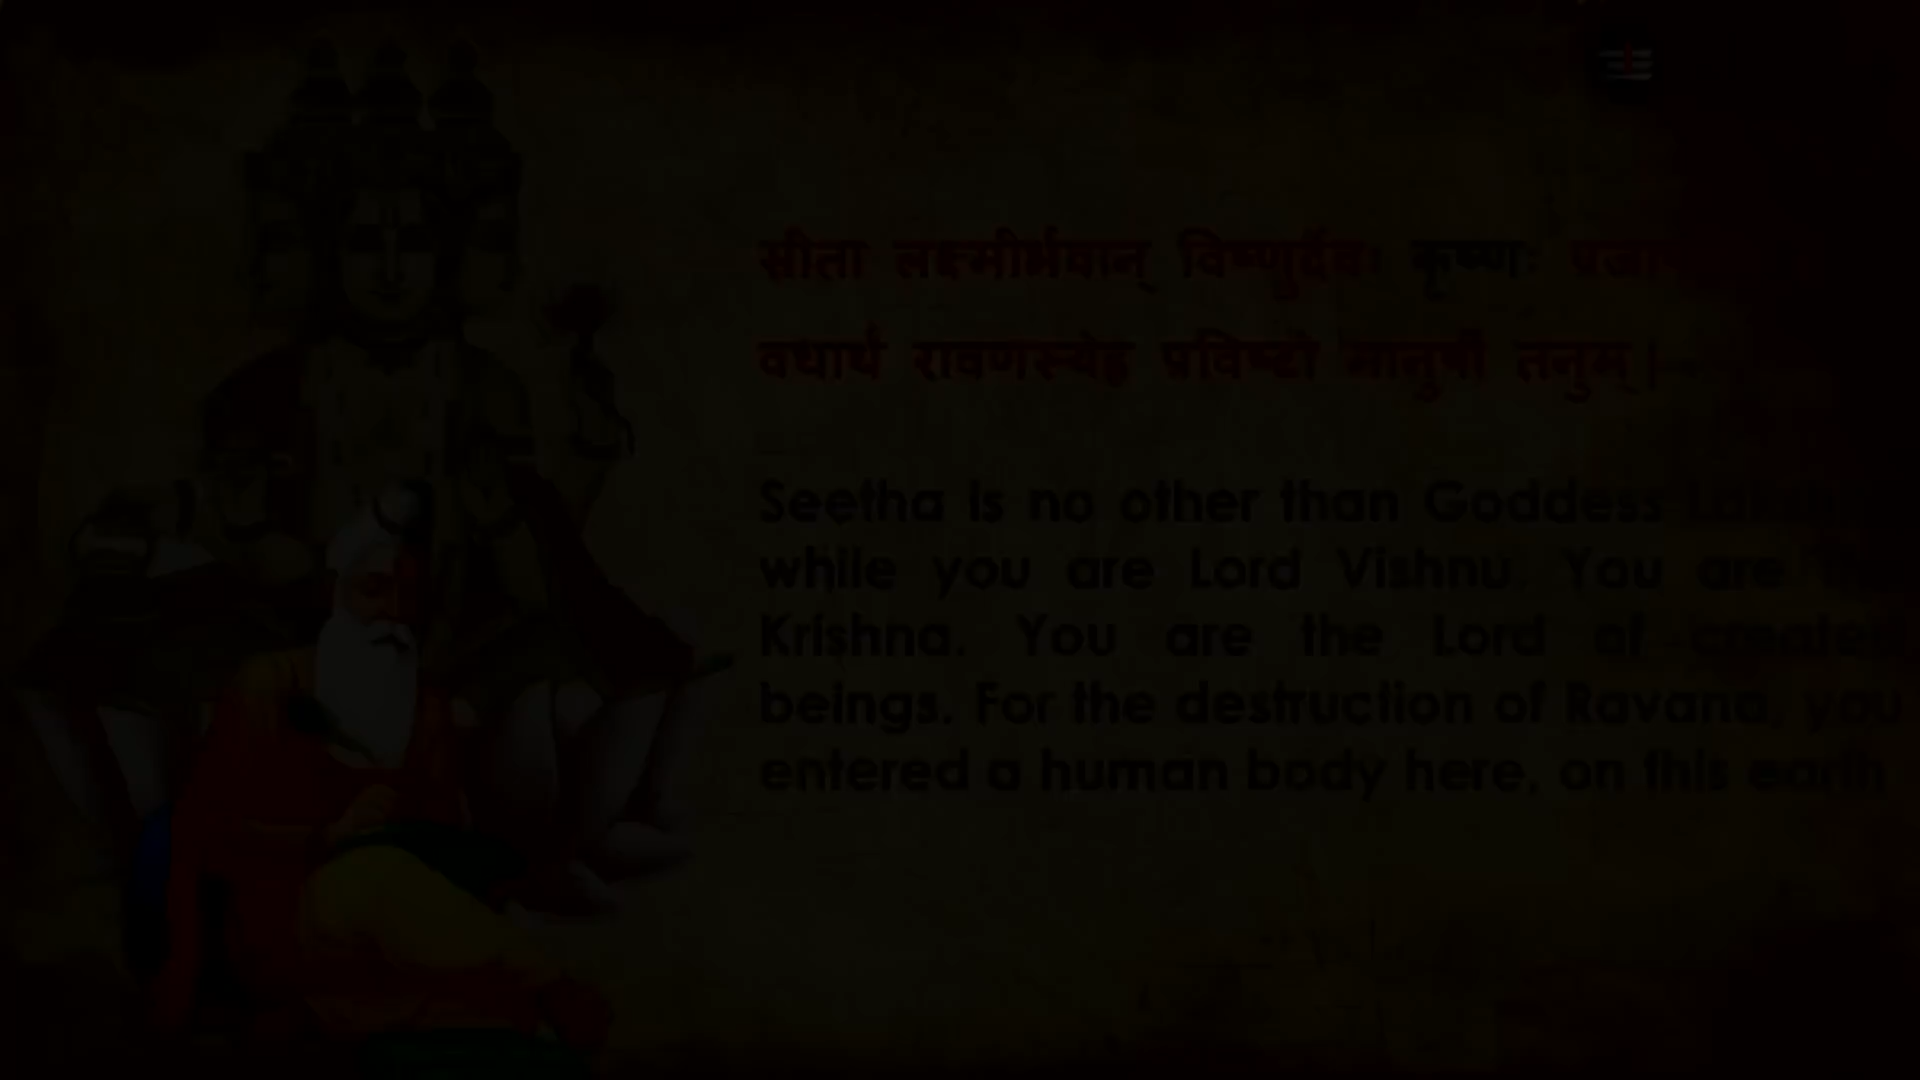 सीता लक्ष्मीर्भवान् विष्णुर्देवः कृष्णः
वधार्थं रावणस्येह प्रविष्टो मानुषीं तनुम्।
Seetha is no other than Goddess
while you are Lord Vishnu. You are
Krishna. You are the Lord of created
beings. For the destruction of Ravana, you
entered a human body here, on this earth